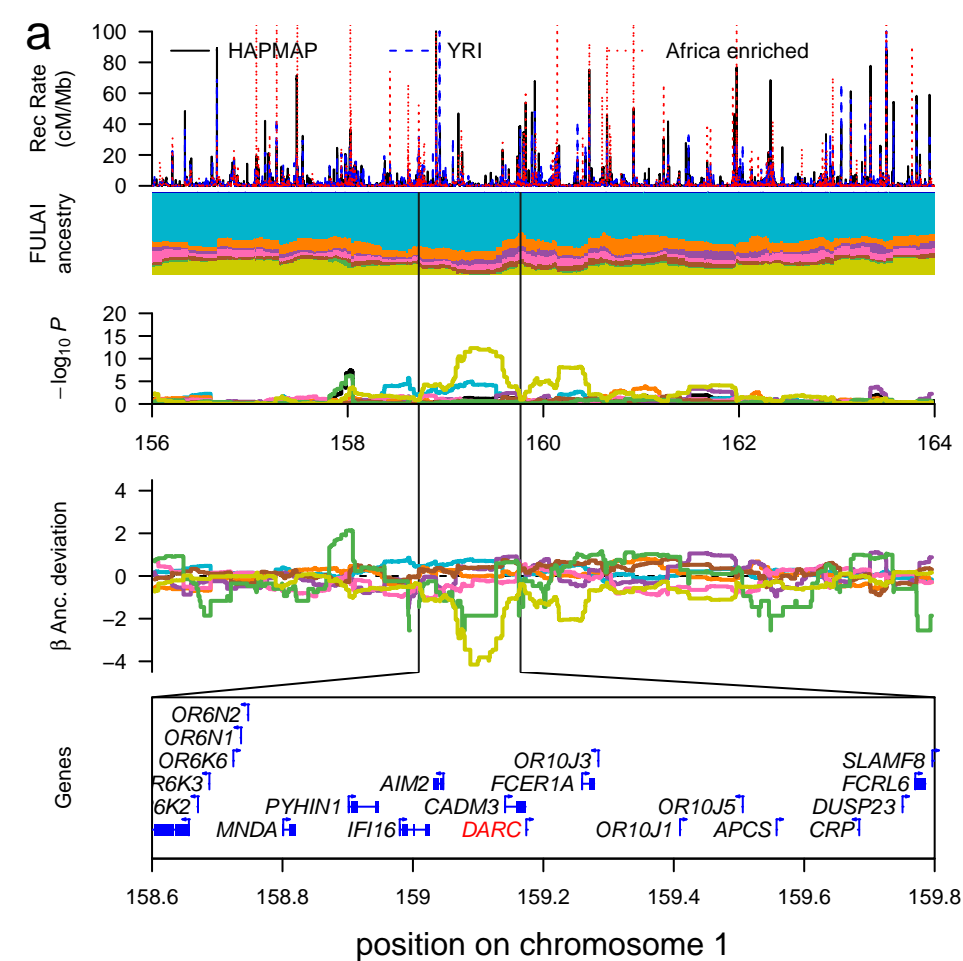 a
Rec Rate
(cM/Mb)
100
80
60
40
20
0
HAPMAP YRI Africa enriched
FULAI
ancestry
−log10 P
20
15
10
5
0
156 158 160 162 164
β Anc. deviation
4
2
0
−2
−4
Genes
OR6N2
OR6N1
OR6K6 OR10J3 SLAMF8
R6K3 AIM2 FCER1A FCRL6
6K2 PYHIN1 CADM3 OR10J5 DUSP23
MNDA IFI16 DARC OR10J1 APCS CRP
158.6 158.8 159 159.2 159.4 159.6 159.8
position on chromosome 1